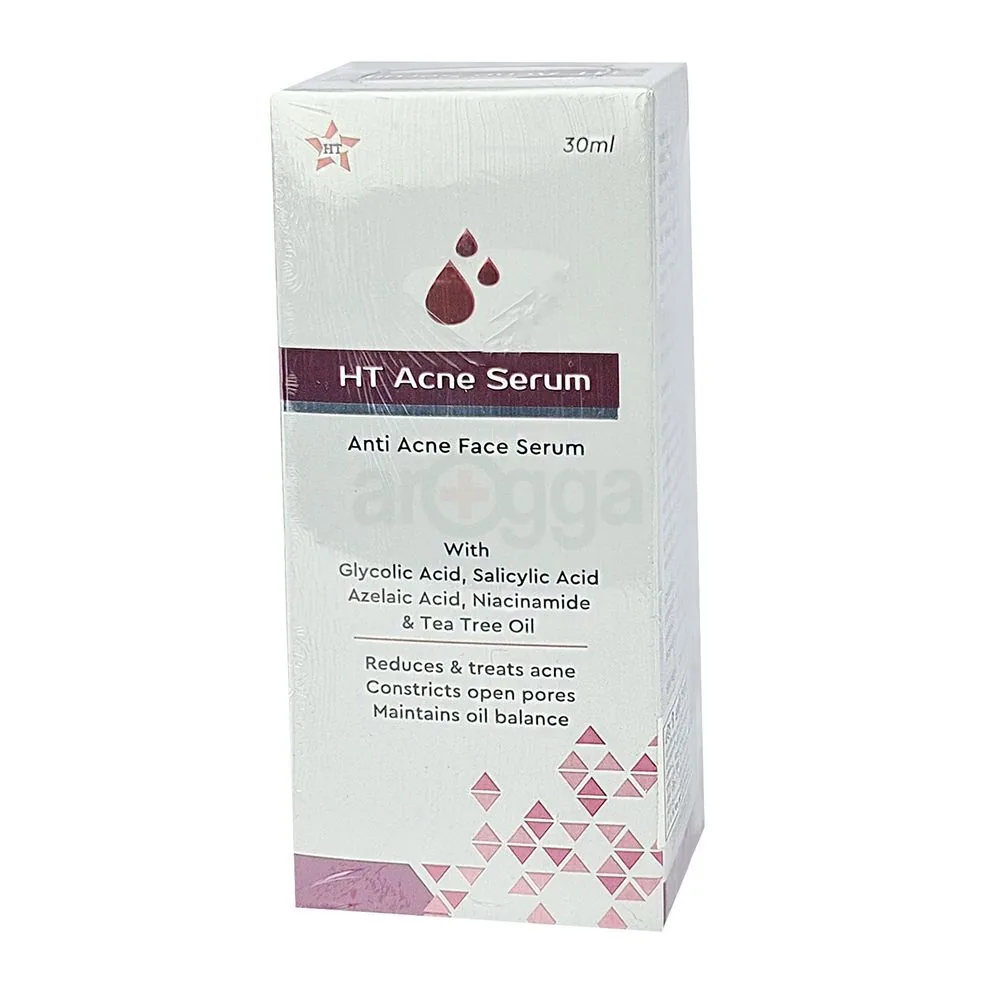 HT
30ml
HT Acne Serum
Anti Acne Face Serum
arogga
With
Glycolic Acid, Salicylic Acid
Azelaic Acid, Niacinamide
& Tea Tree Oil
Reduces & treats acne
Constricts open pores
Maintains oil balance